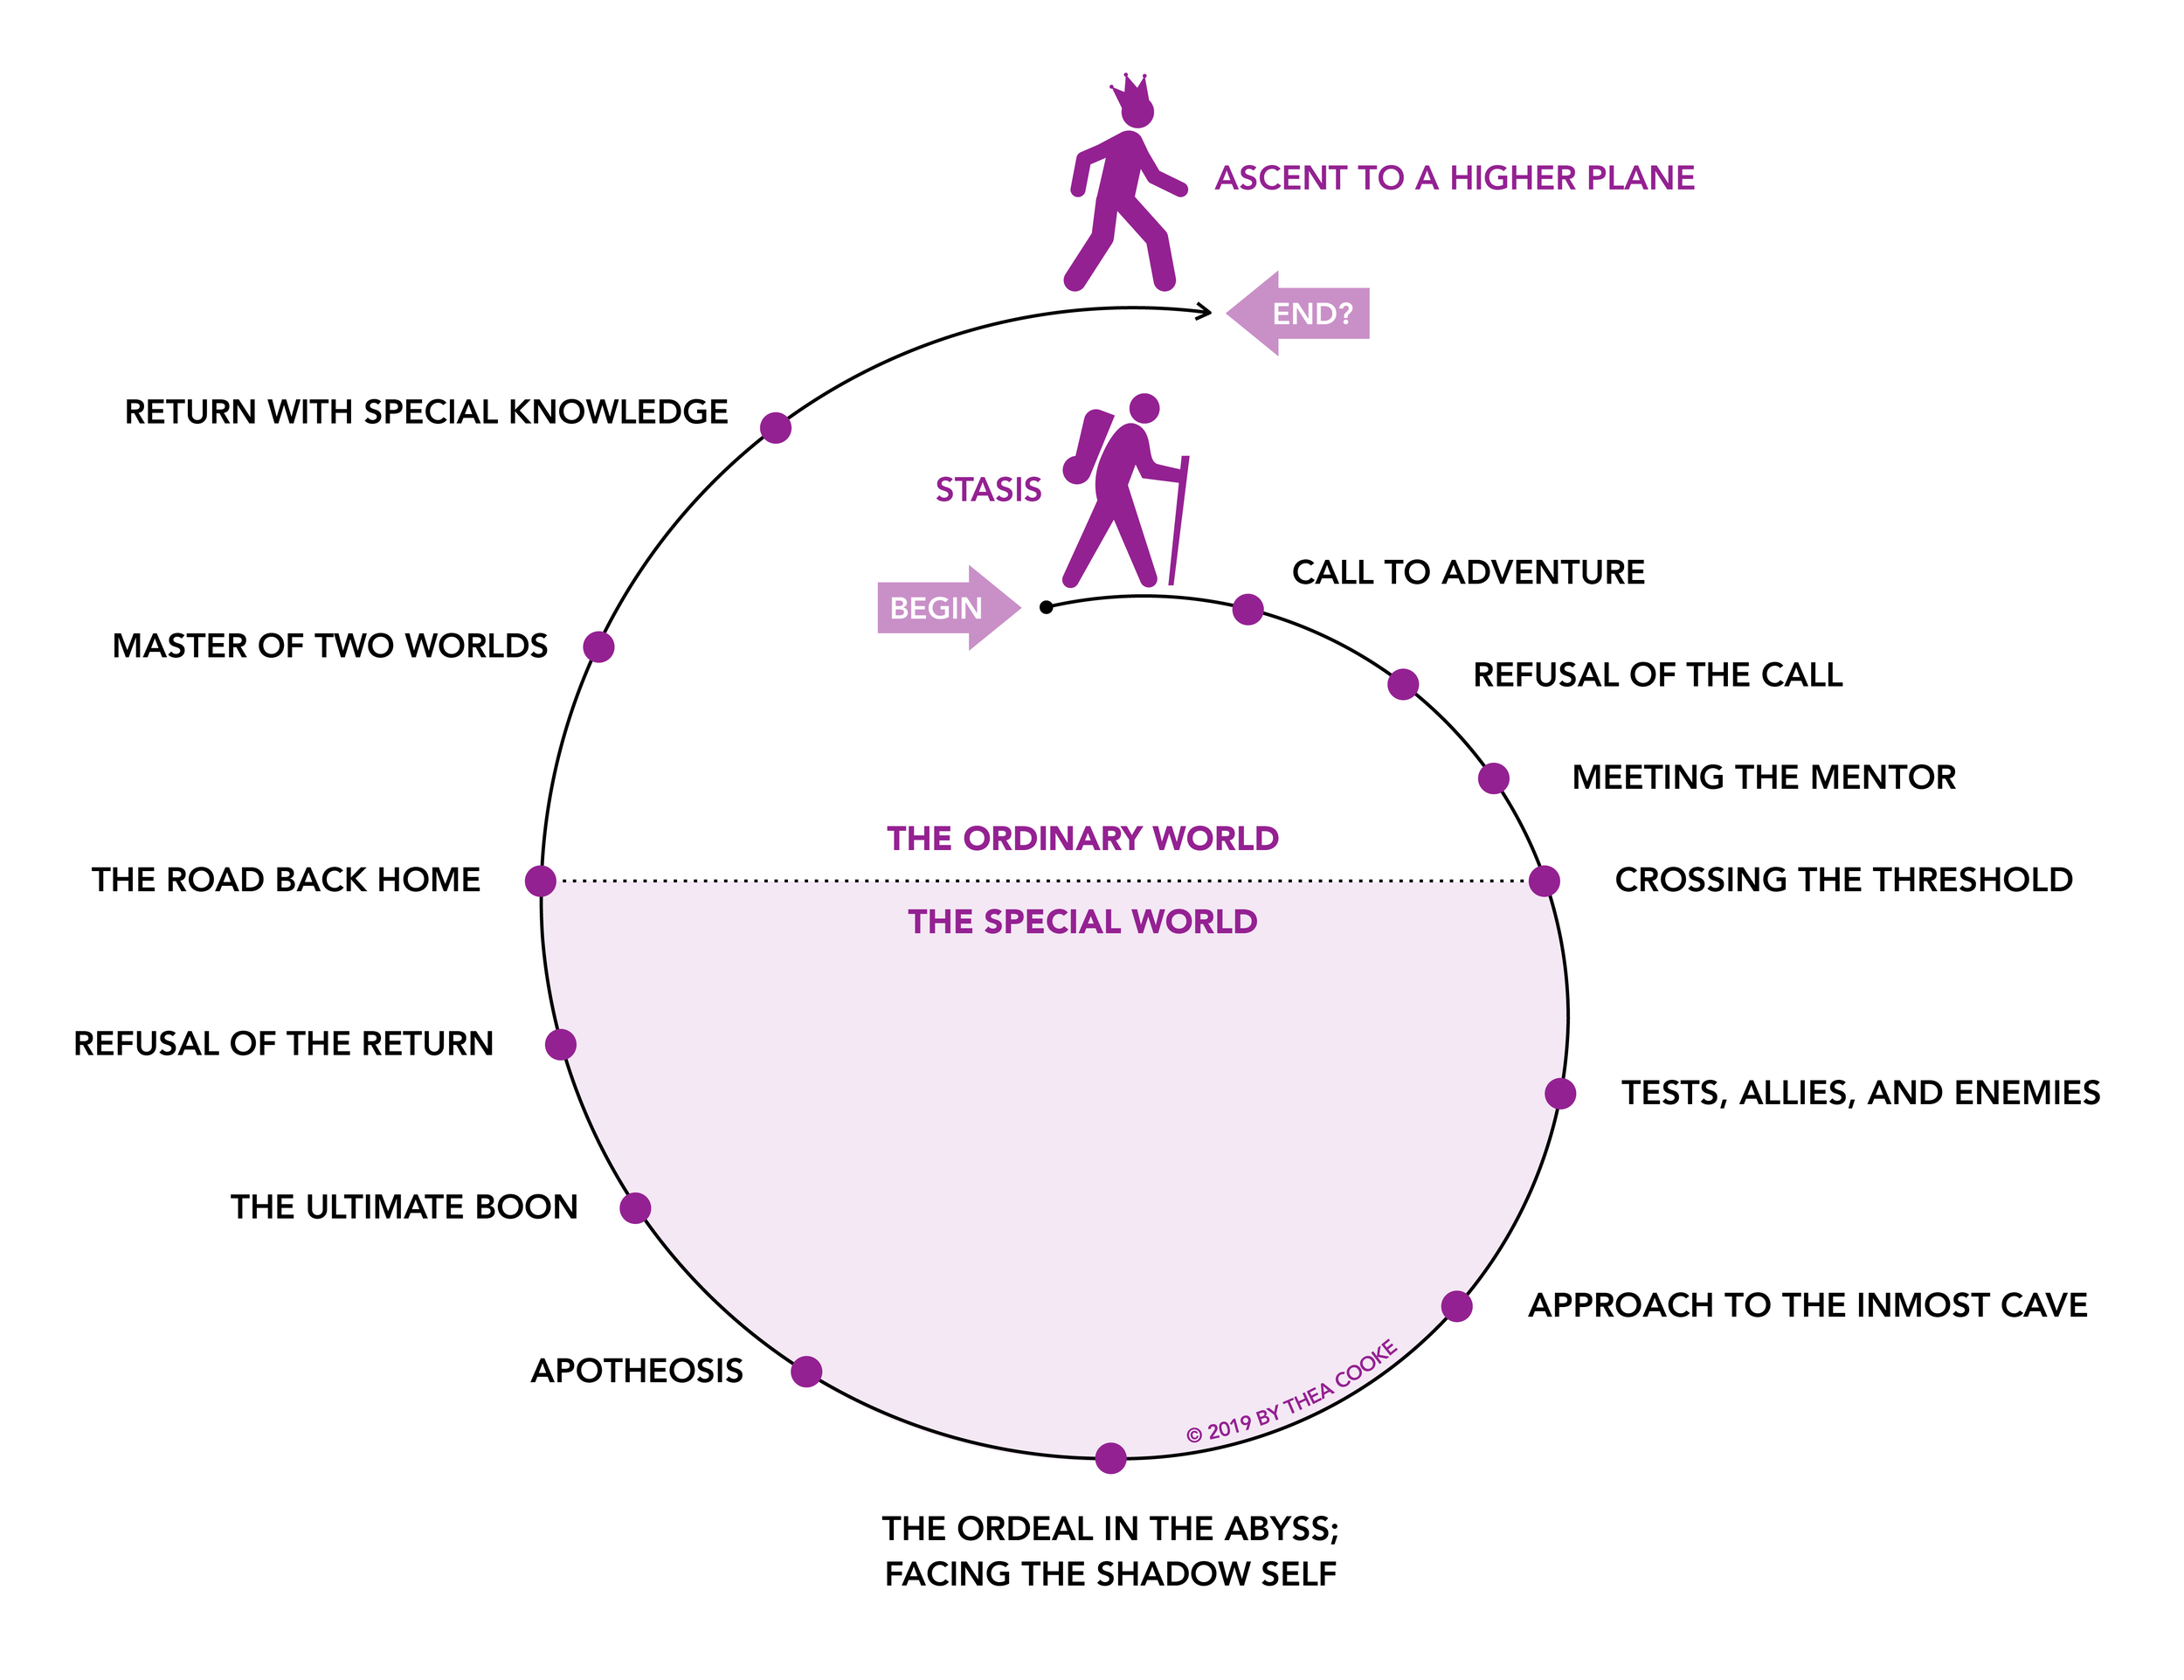 ASCENT TO A HIGHER PLANE
END?
RETURN WITH SPECIAL KNOWLEDGE
STASIS
BEGIN
CALL TO ADVENTURE
REFUSAL OF THE CALL
MASTER OF TWO WORLDS
MEETING THE MENTOR
THE ORDINARY WORLD
THE ROAD BACK HOME
CROSSING THE THRESHOLD
THE SPECIAL WORLD
REFUSAL OF THE RETURN
TESTS, ALLIES, AND ENEMIES
THE ULTIMATE BOON
APPROACH TO THE INMOST CAVE
APOTHEOSIS
© 2019 BY THEA COOKE
THE ORDEAL IN THE ABYSS;
FACING THE SHADOW SELF